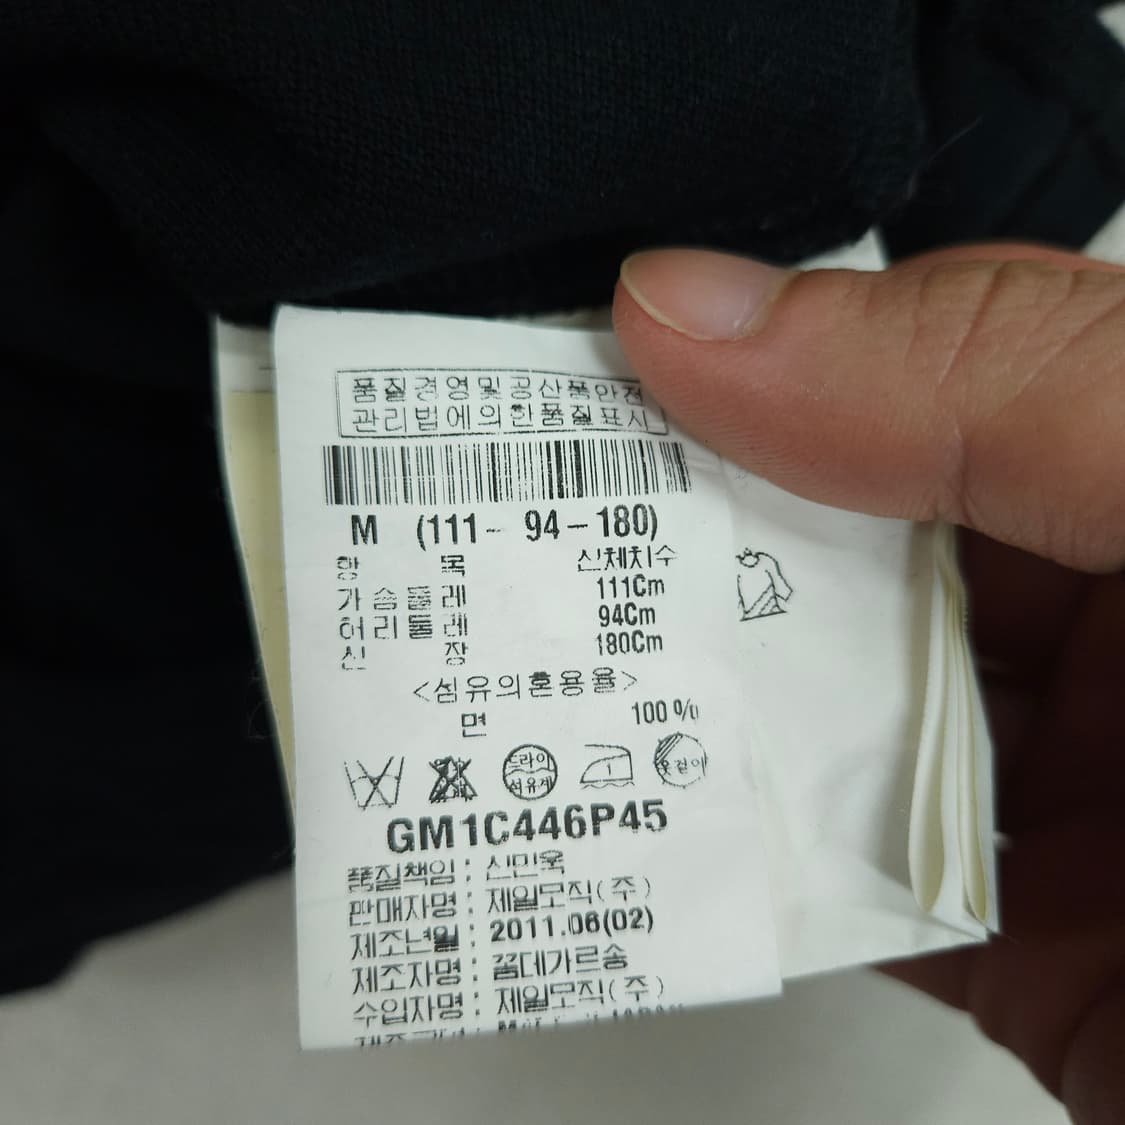 품질경영및공산품안전
관리법에의한품질표시
M (111- 94-180)
항 목 신체치수
가슴둘레 111Cm
허리둘레 94Cm
신 장 180Cm
<섬유의혼용율>
면 100%
드라이
석유제
옷걸이
GM1C446P45
품질책임: 신민욱
판매자명: 제일모직(주)
제조년월: 2011.06(02)
제조자명: 꼼데가르송
수입자명: 제일모직(주)